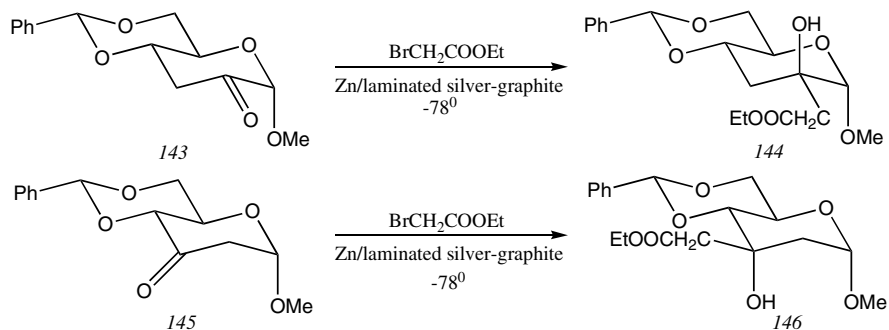 Ph
O
O
O
O
OMe
143
BrCH2COOEt
Zn/laminated silver-graphite
-78⁰
Ph
O
O
OH
O
EtOOCH2C
OMe
144
Ph
O
O
O
O
OMe
145
BrCH2COOEt
Zn/laminated silver-graphite
-78⁰
Ph
O
O
O
EtOOCH2C
OH
OMe
146